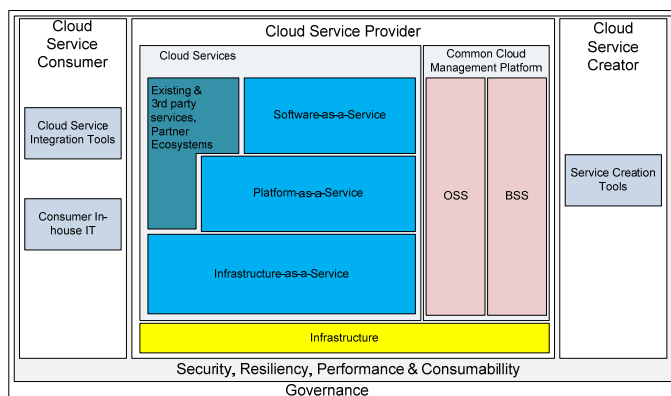 Cloud
Service
Consumer
Cloud Service
Integration Tools
Consumer In-
house IT
Cloud Service Provider
Cloud Services
Existing &
3rd party
services,
Partner
Ecosystems
Software-as-a-Service
Platform-as-a-Service
Infrastructure-as-a-Service
Common Cloud
Management Platform
OSS
BSS
Infrastructure
Cloud
Service
Creator
Service Creation
Tools
Security, Resiliency, Performance & Consumabillity
Governance